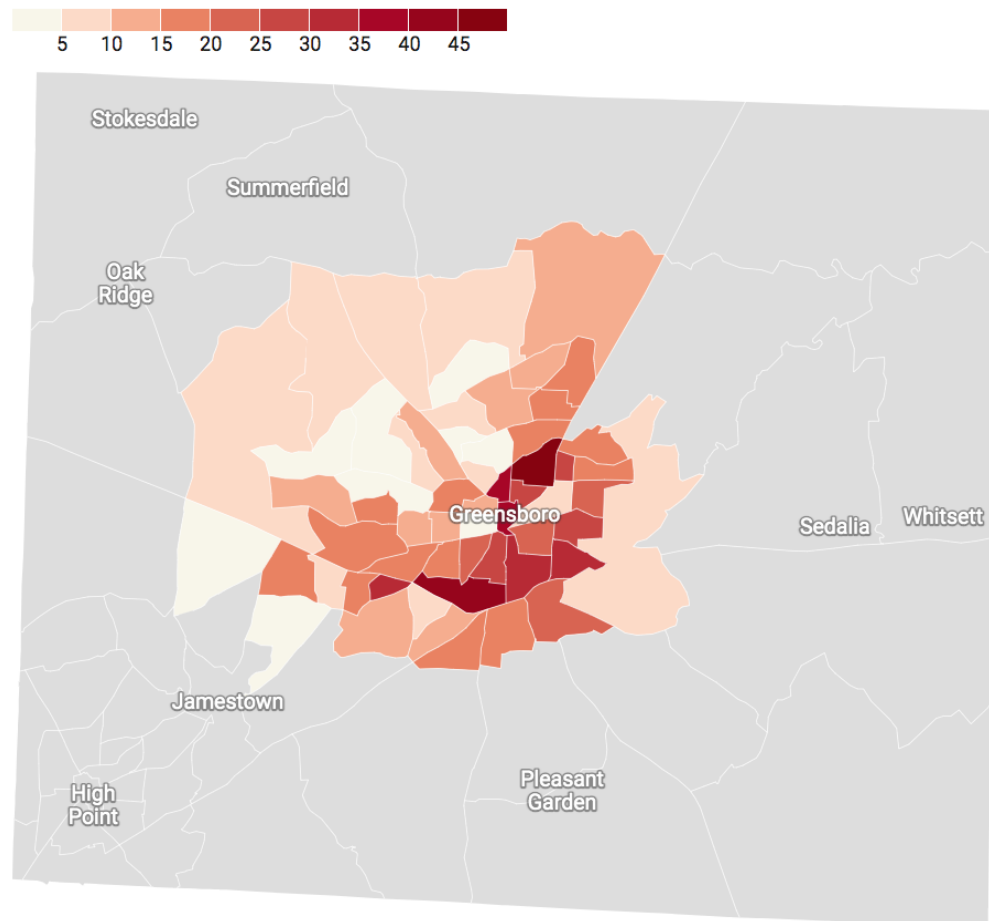 5 10 15 20 25 30 35 40 45
Stokesdale
Summerfield
Oak
Ridge
Greensboro
Sedalia
Whitsett
Jamestown
Pleasant
Garden
High
Point